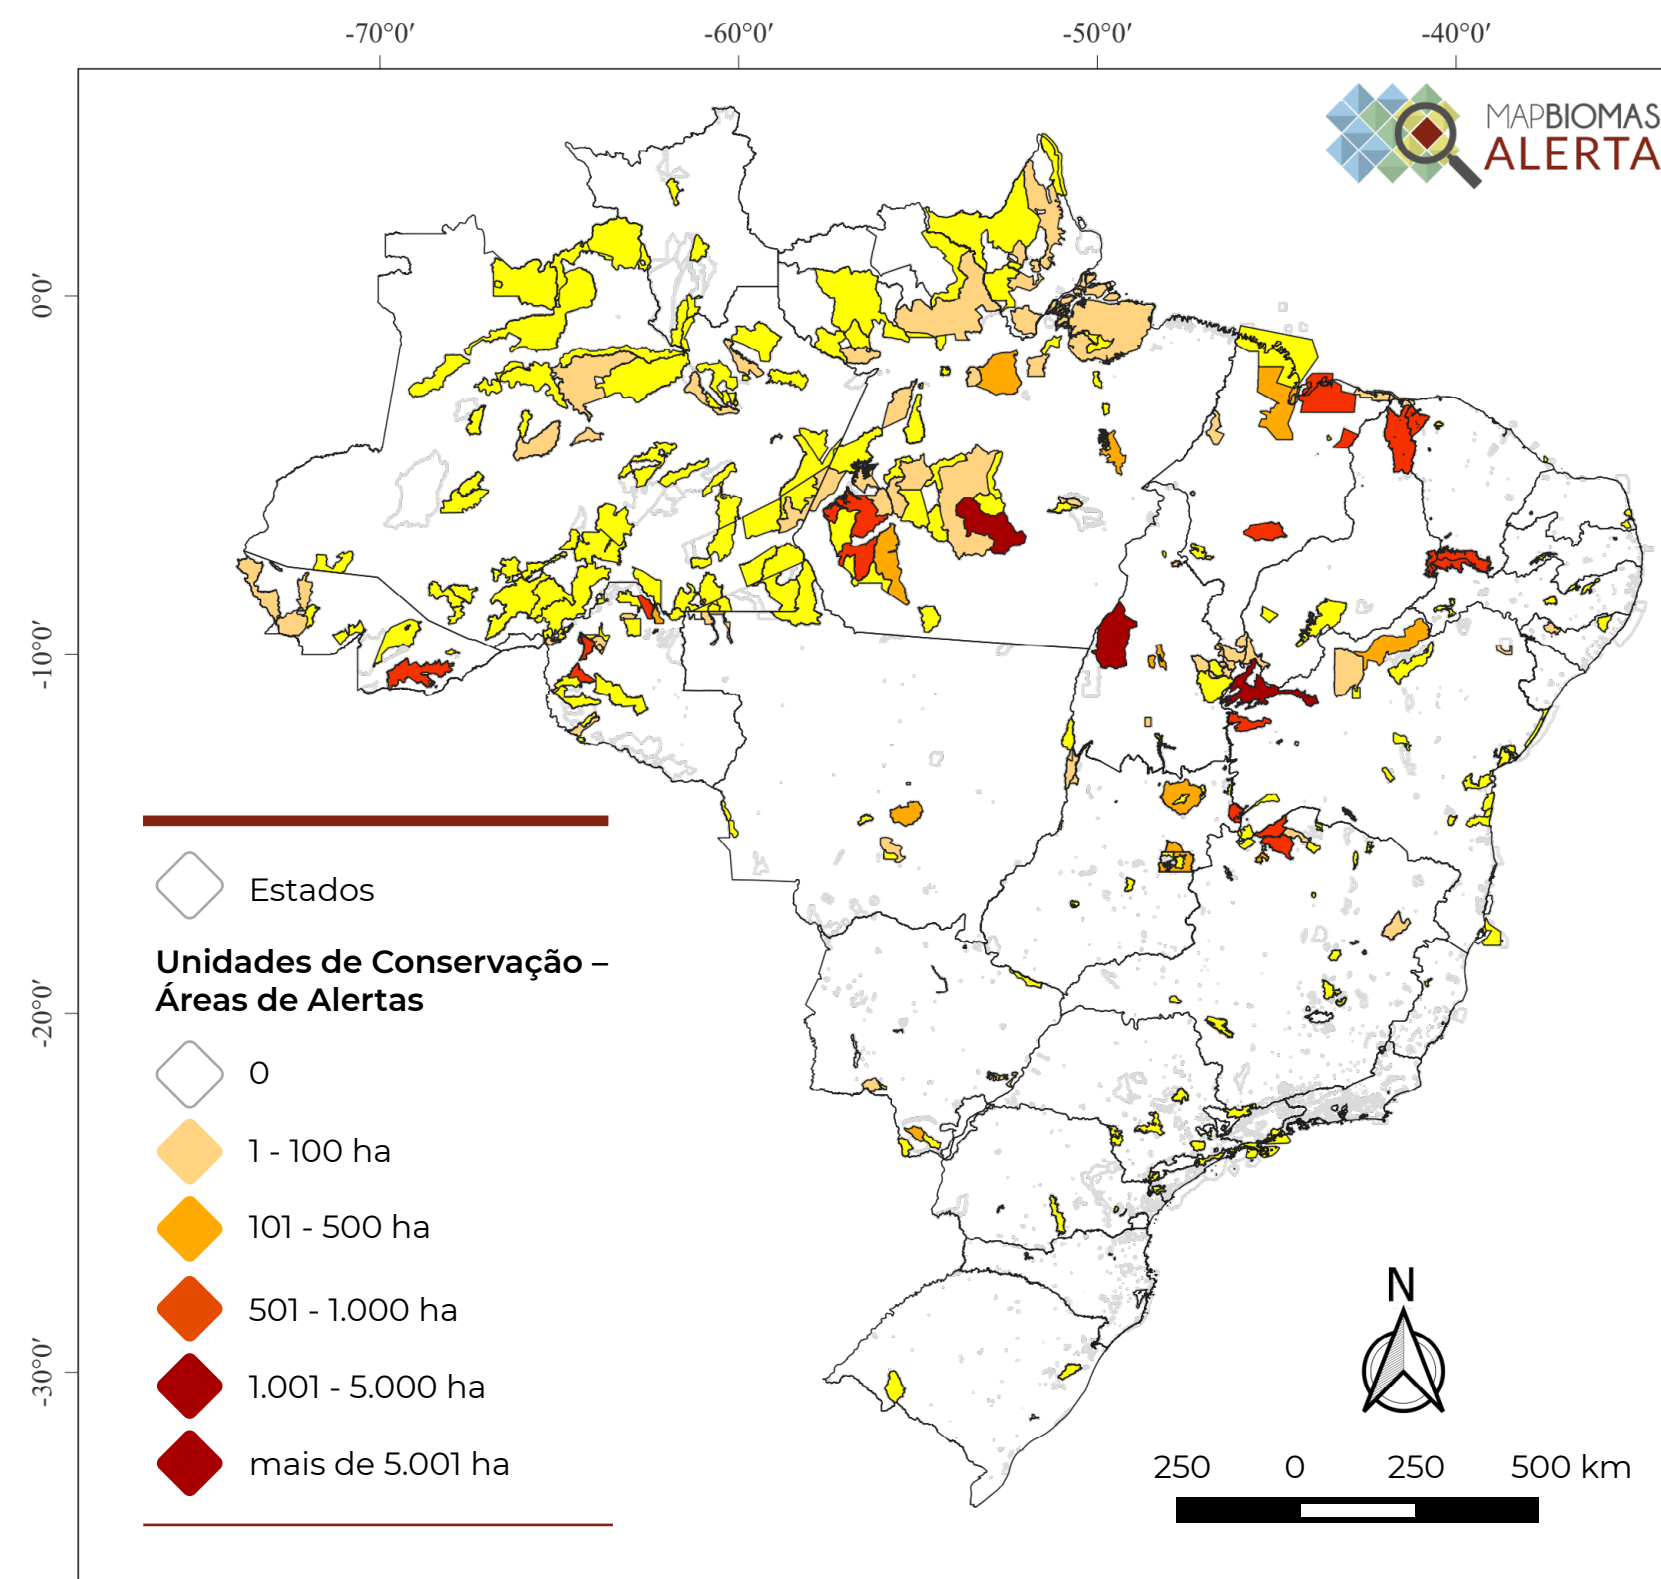 -70°0′ -60°0′ -50°0′ -40°0′
MAPBIOMAS
ALERTA
0°0′
-10°0′
-20°0′
-30°0′
Estados
Unidades de Conservação –
Áreas de Alertas
0
1 - 100 ha
101 - 500 ha
501 - 1.000 ha
1.001 - 5.000 ha
mais de 5.001 ha
N
250 0 250 500 km